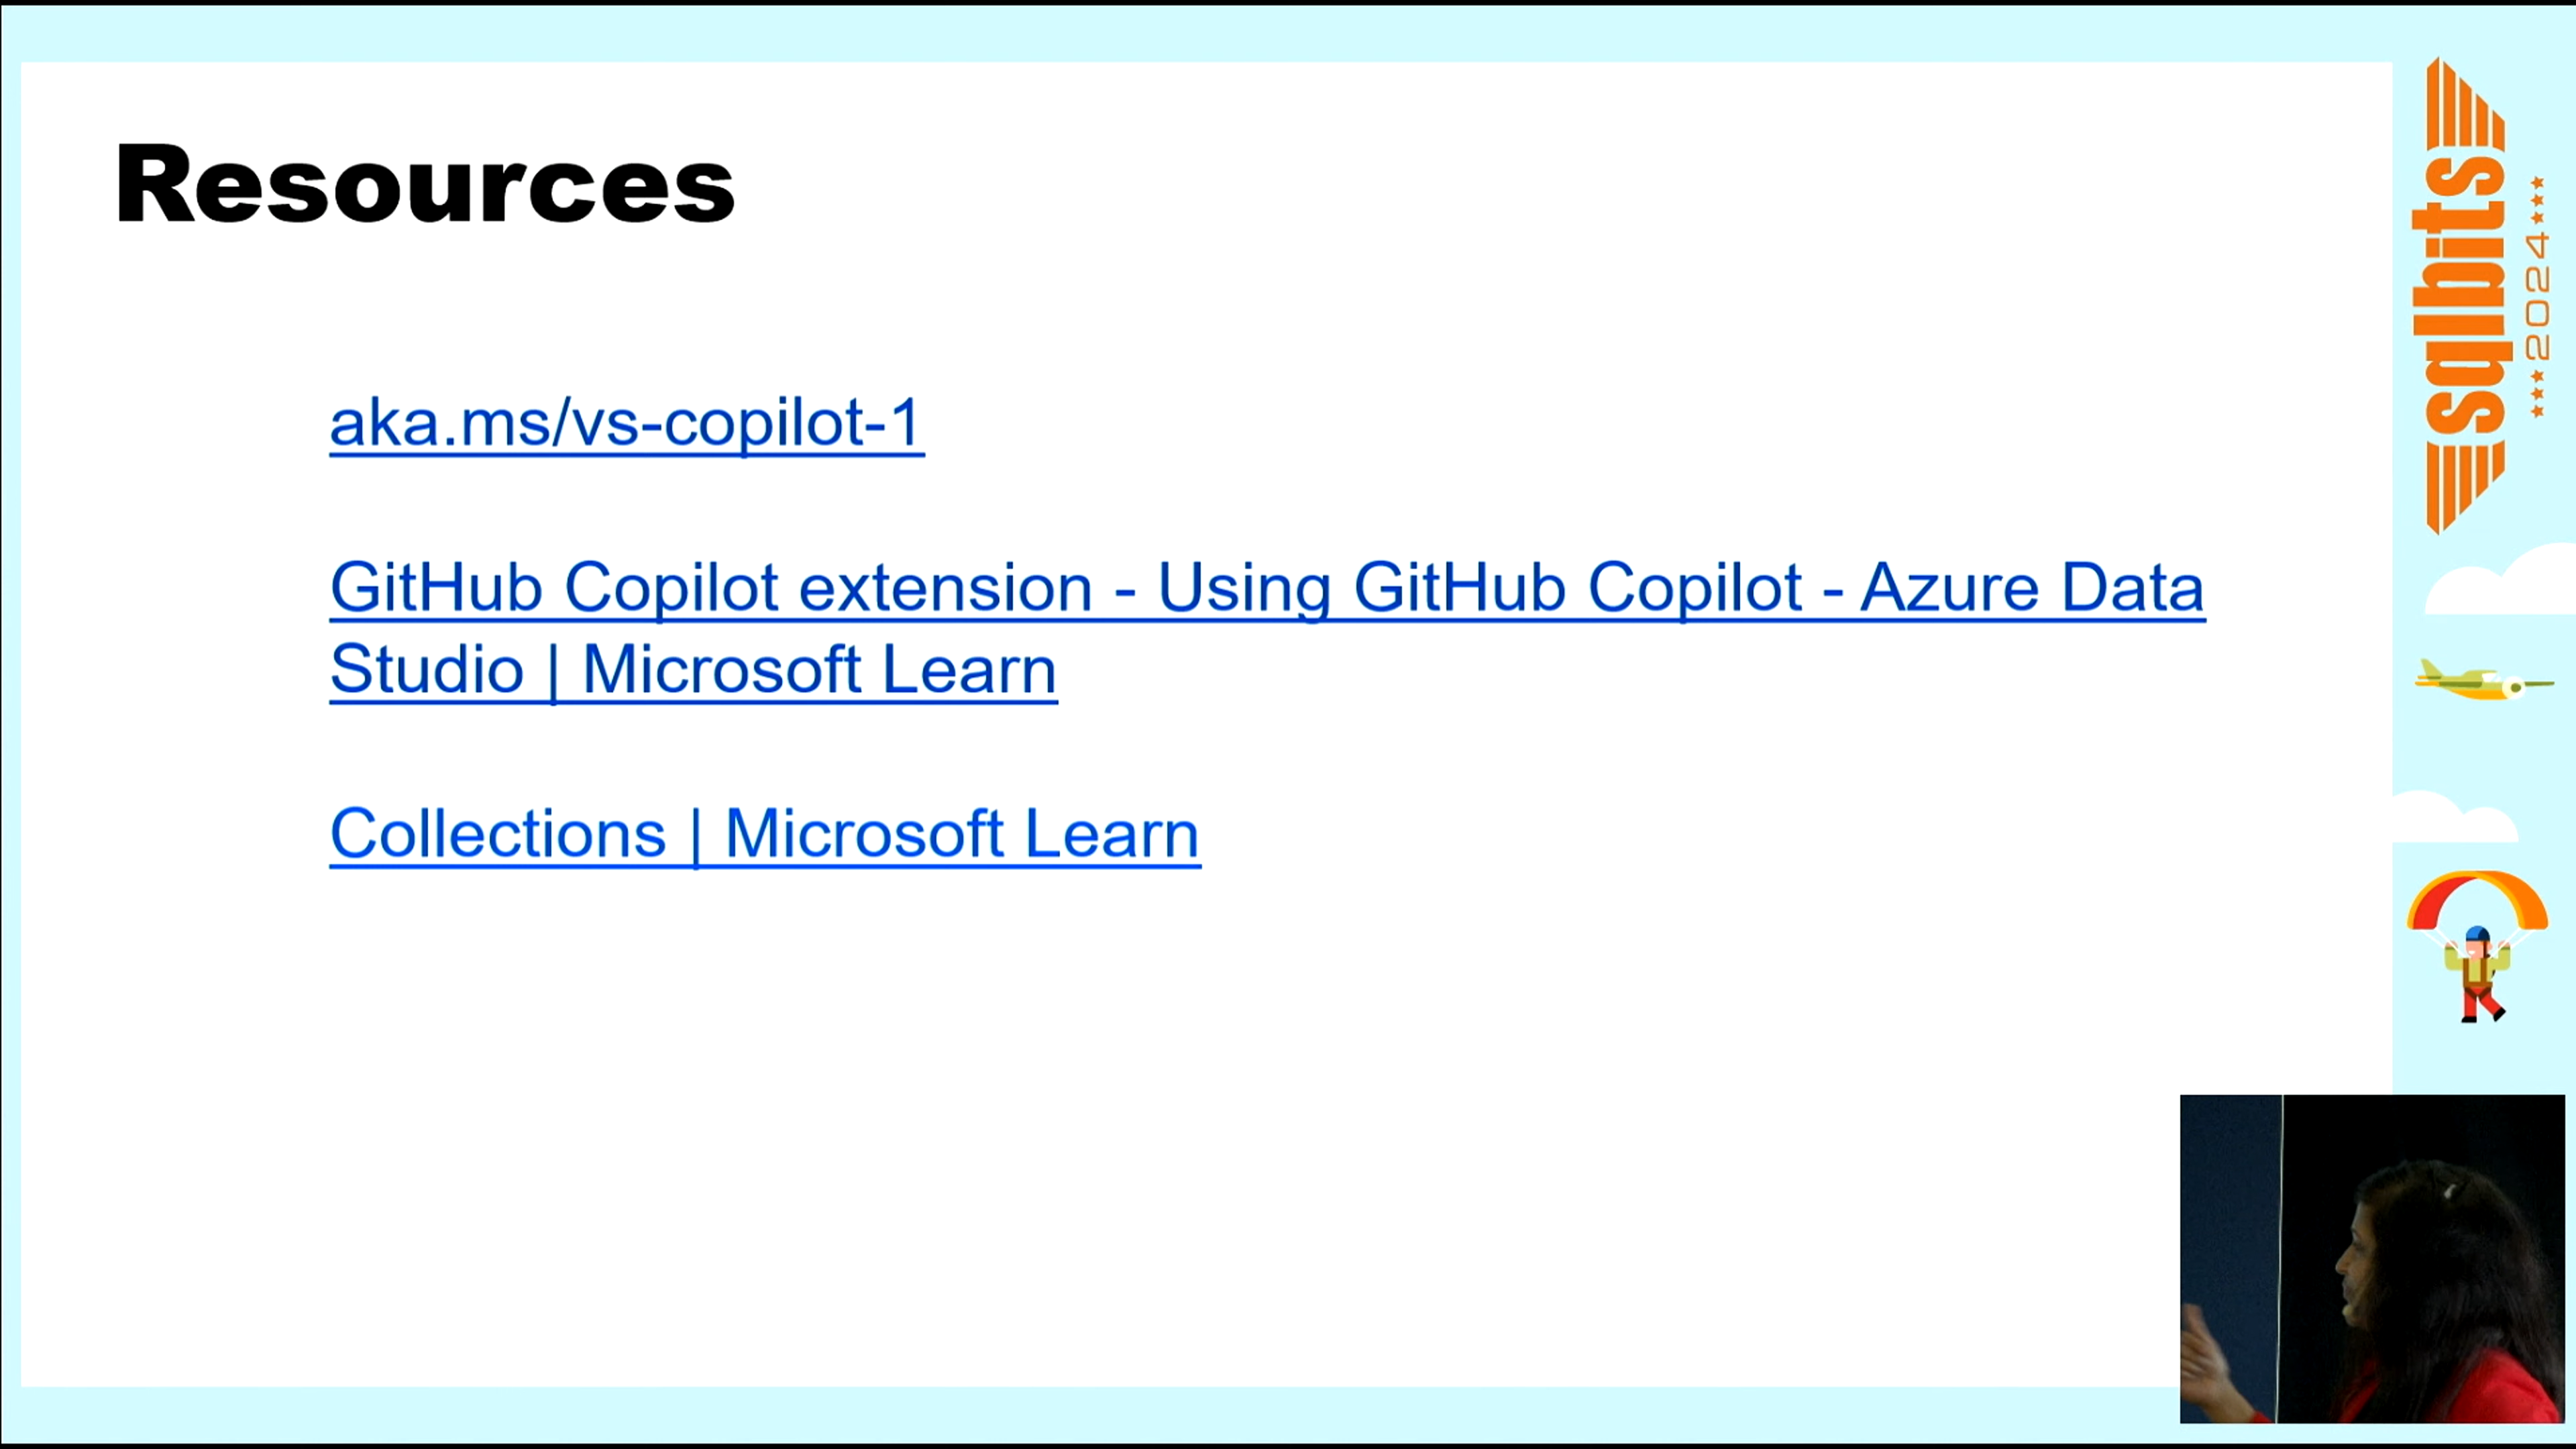 Resources
aka.ms/vs-copilot-1
GitHub Copilot extension - Using GitHub Copilot - Azure Data
Studio | Microsoft Learn
Collections | Microsoft Learn
sqlbits
2024